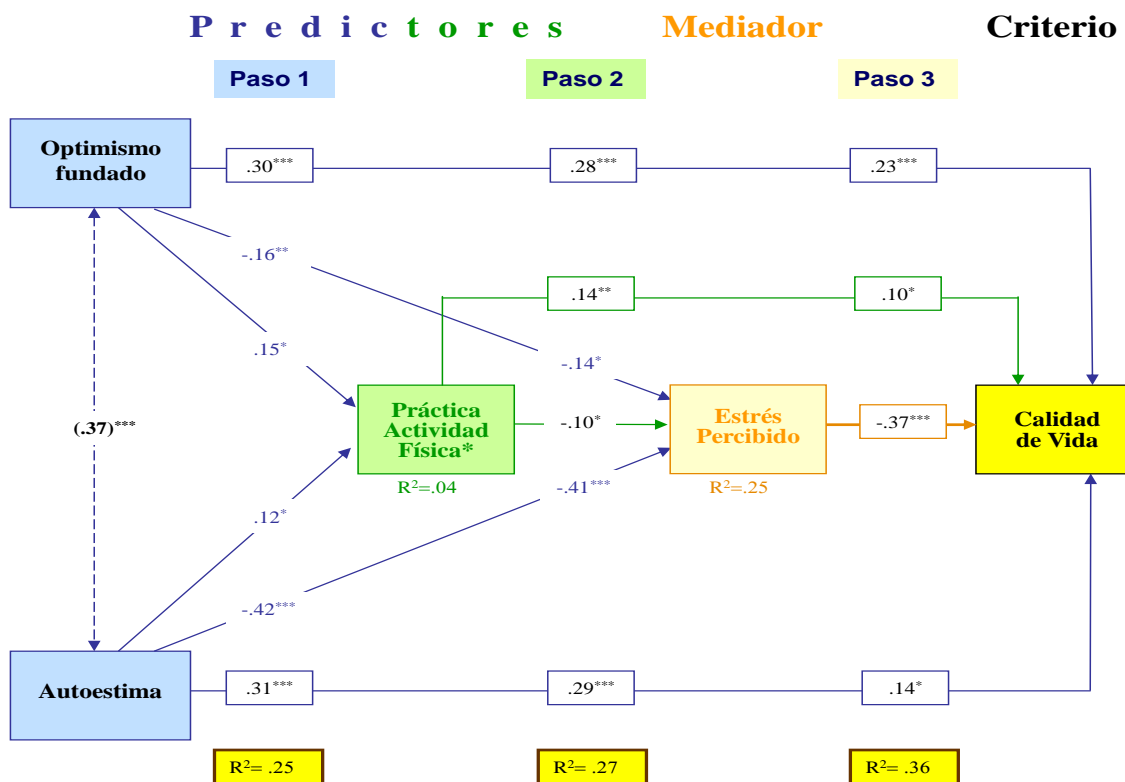 P r e d i c t o r e s Mediador Criterio
Paso 1 Paso 2 Paso 3
Optimismo
fundado
.30*** .28*** .23***
-.16**
.14** .10*
.15*
-.14*
(.37)***
Práctica
Actividad
Física*
-.10*
Estrés
Percibido
-.37***
Calidad
de Vida
R²=.04
-.41***
R²=.25
.12*
-.42***
Autoestima
.31*** .29*** .14*
R²= .25 R²= .27 R²= .36